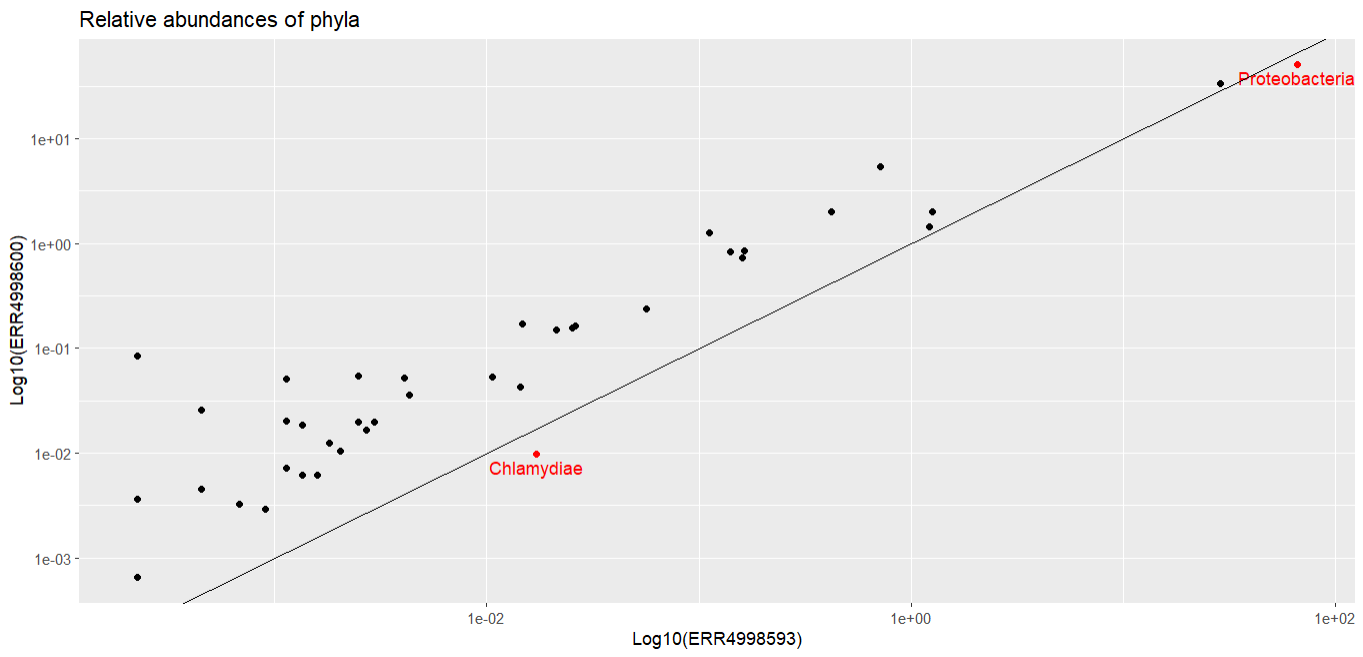 Relative abundances of phyla
Proteobacteria
1e+01
1e+00
Log10(ERR4998600)
1e-01
1e-02
Chlamydiae
1e-03
1e-02
1e+00
1e+02
Log10(ERR4998593)